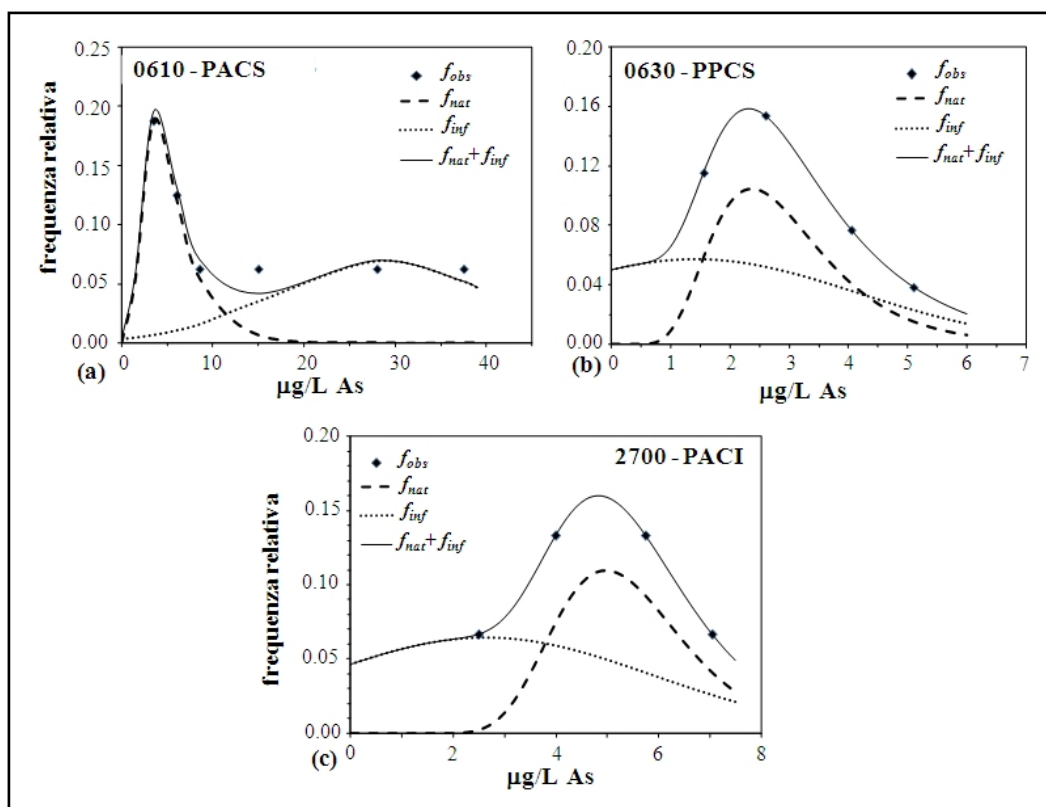 0610 - PACS
f_obs
f_nat
f_inf
f_nat+f_inf
frequenza relativa
0.25
0.20
0.15
0.10
0.05
0.00
0
10
20
30
40
(a)
µg/L As
0630 - PPCS
f_obs
f_nat
f_inf
f_nat+f_inf
0.20
0.16
0.12
0.08
0.04
0.00
0
1
2
3
4
5
6
7
(b)
µg/L As
2700 - PACI
f_obs
f_nat
f_inf
f_nat+f_inf
frequenza relativa
0.20
0.15
0.10
0.05
0.00
0
2
4
6
8
(c)
µg/L As